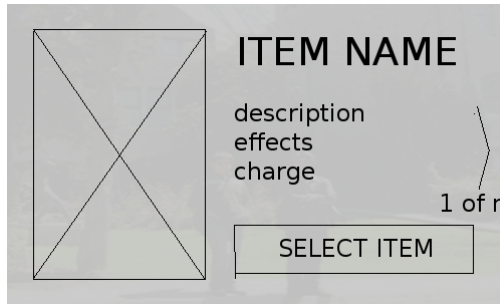 ITEM NAME
description
effects
charge
1 of
SELECT ITEM